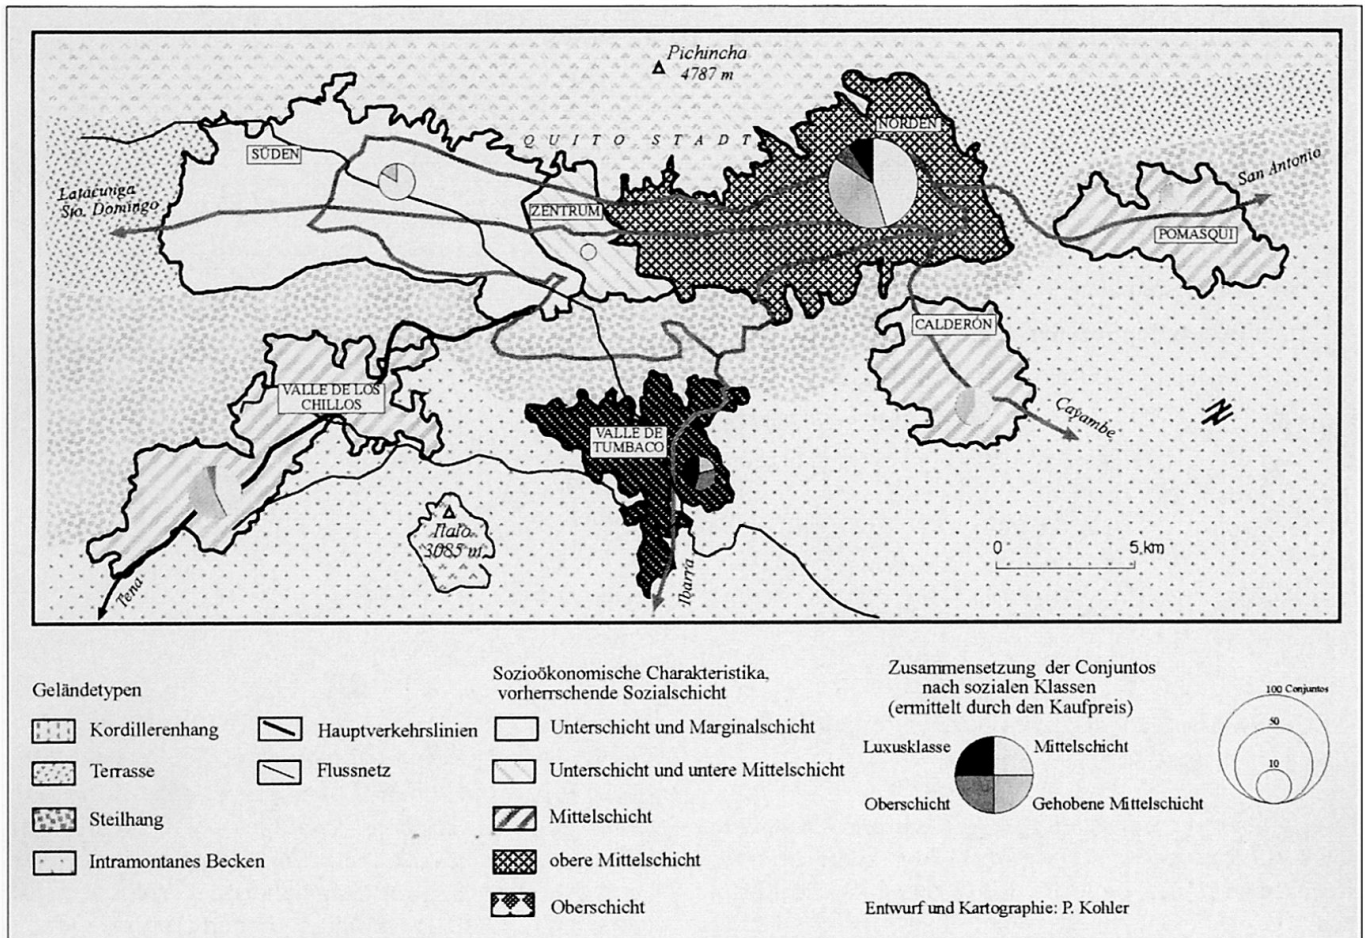 Pichincha
4787 m
QUITO STADT
NORDEN
SÜDEN
ZENTRUM
Latacunga
Sto. Domingo
San Antonio
POMASQUI
CALDERÓN
VALLE DE LOS
CHILLOS
VALLE DE
TUMBACO
Cayambe
N
Ilalo
3085 m
0 5 km
Tena
Ibarra
Geländetypen
Kordillerenhang
Terrasse
Steilhang
Intramontanes Becken
Hauptverkehrslinien
Flussnetz
Sozioökonomische Charakteristika,
vorherrschende Sozialschicht
Unterschicht und Marginalschicht
Unterschicht und untere Mittelschicht
Mittelschicht
obere Mittelschicht
Oberschicht
Zusammensetzung der Conjuntos
nach sozialen Klassen
(ermittelt durch den Kaufpreis)
Luxusklasse
Mittelschicht
Oberschicht
Gehobene Mittelschicht
100 Conjuntos
50
10
Entwurf und Kartographie: P. Kohler